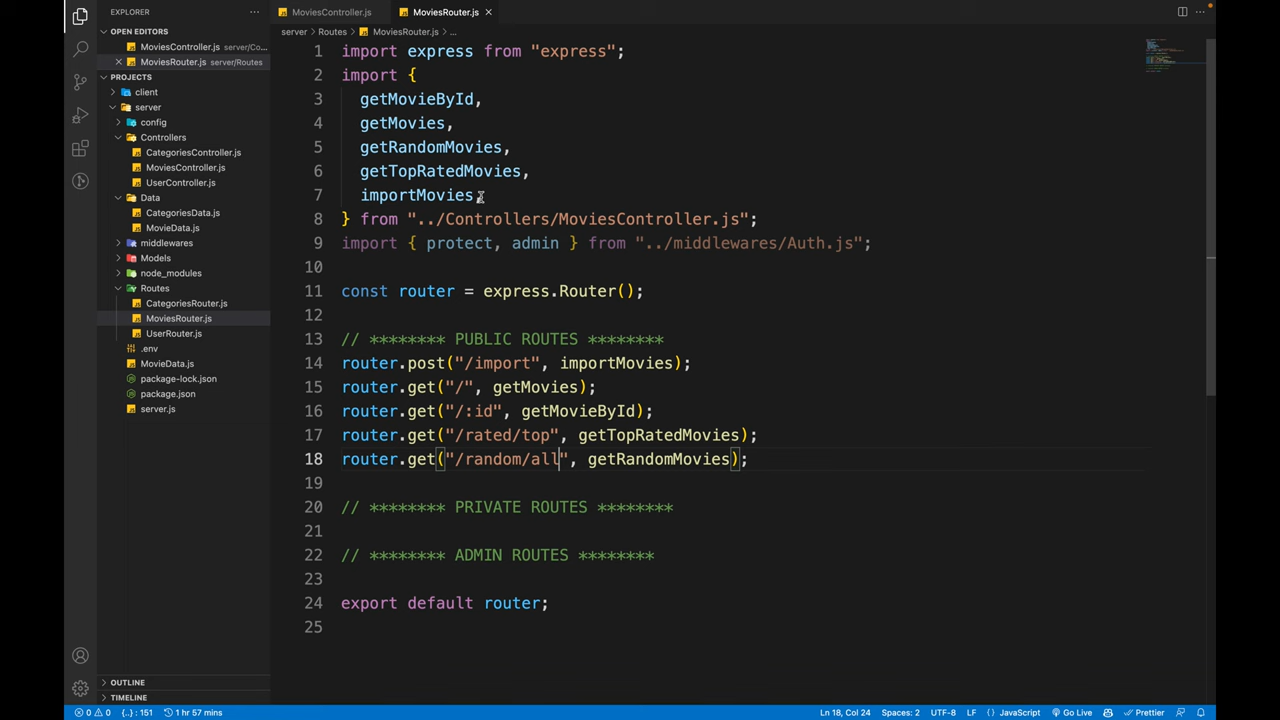 EXPLORER
OPEN EDITORS
MoviesController.js server/Co...
MoviesRouter.js server/Routes
PROJECTS
client
server
config
Controllers
CategoriesController.js
MoviesController.js
UserController.js
Data
CategoriesData.js
MovieData.js
middlewares
Models
node_modules
Routes
CategoriesRouter.js
MoviesRouter.js
UserRouter.js
.env
MovieData.js
package-lock.json
package.json
server.js
OUTLINE
TIMELINE
MoviesController.js MoviesRouter.js
server Routes MoviesRouter.js ...
1 import express from "express";
2 import {
3 getMovieById,
4 getMovies,
5 getRandomMovies,
6 getTopRatedMovies,
7 importMovies,
8 } from "../Controllers/MoviesController.js";
9 import { protect, admin } from "../middlewares/Auth.js";
10
11 const router = express.Router();
12
13 // ******** PUBLIC ROUTES ********
14 router.post("/import", importMovies);
15 router.get("/", getMovies);
16 router.get("/:id", getMovieById);
17 router.get("/rated/top", getTopRatedMovies);
18 router.get("/random/all", getRandomMovies);
19
20 // ******** PRIVATE ROUTES ********
21
22 // ******** ADMIN ROUTES ********
23
24 export default router;
25
0 0 {..}: 151 1 hr 57 mins Ln 18, Col 24 Spaces: 2 UTF-8 LF {} JavaScript Go Live Prettier